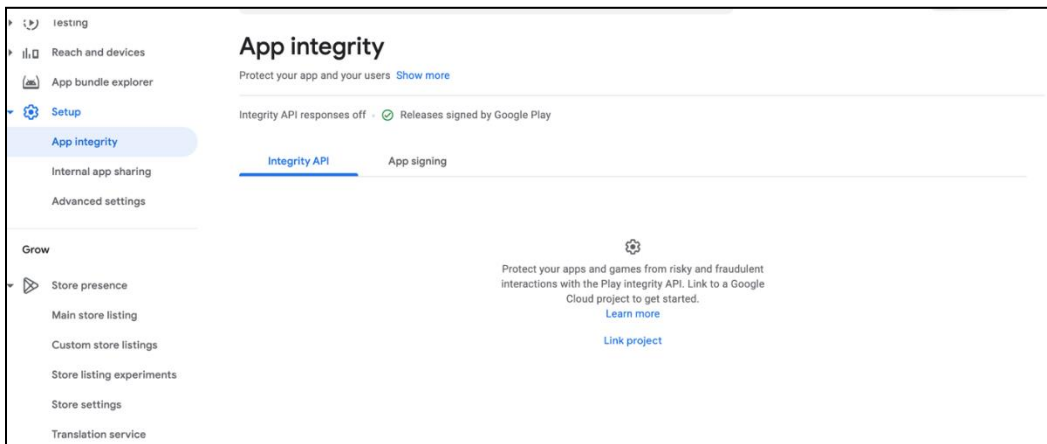 Testing
Reach and devices
App bundle explorer
Setup
App integrity
Internal app sharing
Advanced settings
Grow
Store presence
Main store listing
Custom store listings
Store listing experiments
Store settings
Translation service
App integrity
Protect your app and your users Show more
Integrity API responses off · Releases signed by Google Play
Integrity API App signing
Protect your apps and games from risky and fraudulent
interactions with the Play integrity API. Link to a Google
Cloud project to get started.
Learn more
Link project